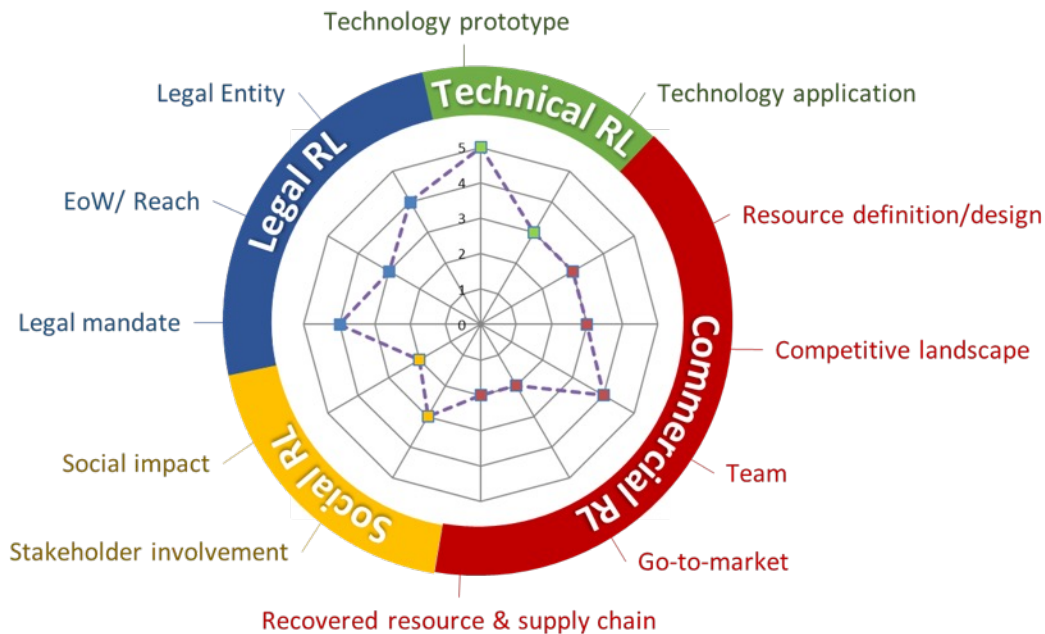 Technology prototype
Technical RL
Legal Entity
Technology application
Legal RL
5
4
3
2
1
0
EoW/ Reach
Resource definition/design
Legal mandate
Commercial RL
Competitive landscape
Social impact
Social RL
Team
Stakeholder involvement
Go-to-market
Recovered resource & supply chain